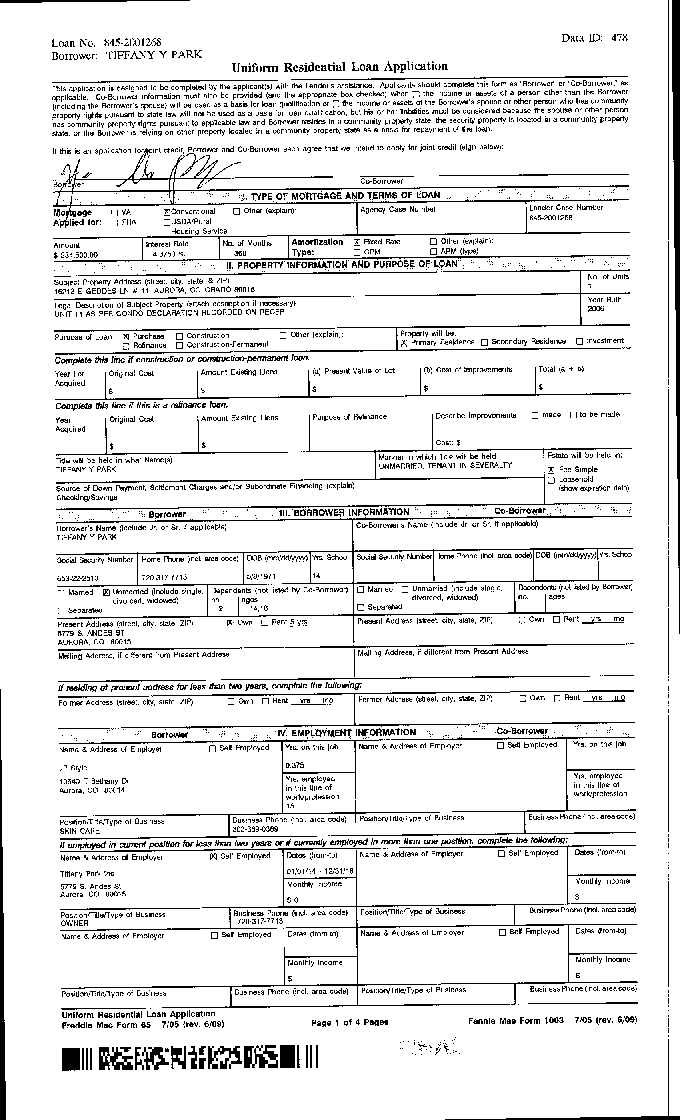 Loan No. 845-2001268
Borrower: TIFFANY Y PARK
Data ID: 478
Uniform Residential Loan Application
This application is designed to be completed by the applicant(s) with the Lender's assistance. Applicants should complete this form as "Borrower" or "Co-Borrower," as
applicable. Co-Borrower information must also be provided (and the appropriate box checked) when ☐ the income or assets of a person other than the Borrower
(including the Borrower's spouse) will be used as a basis for loan qualification or ☐ the income or assets of the Borrower's spouse or other person who has community
property rights pursuant to state law will not be used as a basis for loan qualification, but his or her liabilities must be considered because the spouse or other person
has community property rights pursuant to applicable law and Borrower resides in a community property state, the security property is located in a community property
state, or the Borrower is relying on other property located in a community property state as a basis for repayment of the loan.
If this is an application for joint credit, Borrower and Co-Borrower each agree that we intend to apply for joint credit (sign below):
Borrower Co-Borrower
I. TYPE OF MORTGAGE AND TERMS OF LOAN
Mortgage Applied for: ☐ VA ☒ Conventional ☐ Other (explain):
☐ FHA ☐ USDA/Rural Housing Service
Agency Case Number
Lender Case Number
845-2001268
Amount Interest Rate No. of Months
360
Amortization Type: ☒ Fixed Rate ☐ Other (explain):
☐ GPM ☐ ARM (type)
II. PROPERTY INFORMATION AND PURPOSE OF LOAN
Subject Property Address (street, city, state, & ZIP)
15212 E GEDDES LN # 11, AURORA, COLORADO 80016
No. of Units
Legal Description of Subject Property (attach description if necessary)
UNIT 11 AS PER CONDO DECLARATION RECORDED ON RECEP
Year Built
2006
Purpose of Loan ☒ Purchase ☐ Construction ☐ Other (explain):
☐ Refinance ☐ Construction-Permanent
Property will be:
☒ Primary Residence ☐ Secondary Residence ☐ Investment
Complete this line if construction or construction-permanent loan.
Year Lot Acquired Original Cost Amount Existing Liens (a) Present Value of Lot (b) Cost of Improvements Total (a + b)
$ $ $ $ $
Complete this line if this is a refinance loan.
Year Acquired Original Cost Amount Existing Liens Purpose of Refinance Describe Improvements ☐ made ☐ to be made
$ $ Cost: $
Title will be held in what Name(s)
TIFFANY Y PARK
Manner in which Title will be held
UNMARRIED, TENANT IN SEVERALTY
Estate will be held in:
☒ Fee Simple
☐ Leasehold
(show expiration date)
Source of Down Payment, Settlement Charges and/or Subordinate Financing (explain)
Checking/Savings
Borrower III. BORROWER INFORMATION Co-Borrower
Borrower's Name (include Jr. or Sr. if applicable)
TIFFANY Y PARK
Co-Borrower's Name (include Jr. or Sr. if applicable)
Social Security Number Home Phone (incl. area code) DOB (mm/dd/yyyy) Yrs. School
720-317-7713 14
Social Security Number Home Phone (incl. area code) DOB (mm/dd/yyyy) Yrs. School
☐ Married ☒ Unmarried (include single, divorced, widowed)
☐ Separated
Dependents (not listed by Co-Borrower)
no. ages
2 14,16
☐ Married ☐ Unmarried (include single, divorced, widowed)
☐ Separated
Dependents (not listed by Borrower)
no. ages
Present Address (street, city, state, ZIP) ☒ Own ☐ Rent 5 yrs
5779 S. ANDES ST
AURORA, CO 80015
Present Address (street, city, state, ZIP) ☐ Own ☐ Rent yrs mo
Mailing Address, if different from Present Address
Mailing Address, if different from Present Address
If residing at present address for less than two years, complete the following:
Former Address (street, city, state, ZIP) ☐ Own ☐ Rent yrs mo
Former Address (street, city, state, ZIP) ☐ Own ☐ Rent yrs mo
Borrower IV. EMPLOYMENT INFORMATION Co-Borrower
Name & Address of Employer ☐ Self Employed
Style
E Bethany Dr
Aurora, CO 80014
Yrs. on this job
0.375
Yrs. employed in this line of work/profession
15
Name & Address of Employer ☐ Self Employed
Yrs. on this job
Yrs. employed in this line of work/profession
Position/Title/Type of Business
SKIN CARE
Business Phone (incl. area code)
Position/Title/Type of Business Business Phone (incl. area code)
If employed in current position for less than two years or if currently employed in more than one position, complete the following:
Name & Address of Employer ☒ Self Employed
Tiffany Park Inc
5779 S. Andes St
Aurora, CO 80015
Dates (from-to)
01/01/14 - 12/31/18
Monthly Income
$ 0
Name & Address of Employer ☐ Self Employed
Dates (from-to)
Monthly Income
$
Position/Title/Type of Business
OWNER
Business Phone (incl. area code)
720-317-7713
Position/Title/Type of Business Business Phone (incl. area code)
Name & Address of Employer ☐ Self Employed Dates (from-to)
Monthly Income
$
Name & Address of Employer ☐ Self Employed Dates (from-to)
Monthly Income
$
Position/Title/Type of Business Business Phone (incl. area code)
Position/Title/Type of Business Business Phone (incl. area code)
Uniform Residential Loan Application
Freddie Mac Form 65 7/05 (rev. 6/09) Page 1 of 4 Pages Fannie Mae Form 1003 7/05 (rev. 6/09)